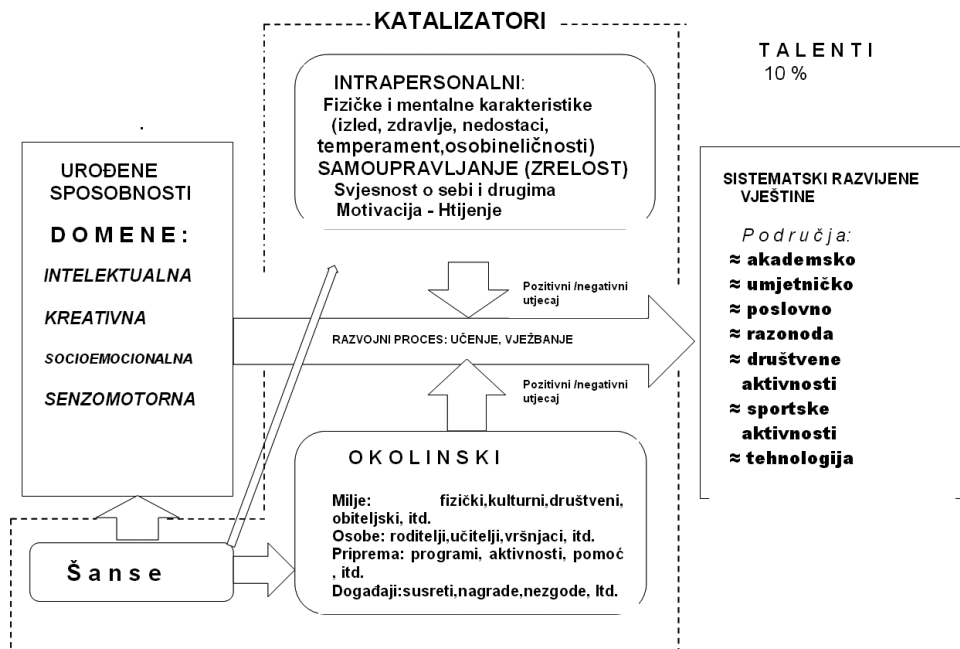 KATALIZATORI
TALENTI
10 %
INTRAPERSONALNI:
Fizičke i mentalne karakteristike
(izled, zdravlje, nedostaci,
temperament,osobineličnosti)
SAMOUPRAVLJANJE (ZRELOST)
Svjesnost o sebi i drugima
Motivacija - Htijenje
UROĐENE
SPOSOBNOSTI
DOMENE:
INTELEKTUALNA
KREATIVNA
SOCIOEMOCIONALNA
SENZOMOTORNA
Pozitivni /negativni
utjecaj
RAZVOJNI PROCES: UČENJE, VJEŽBANJE
Pozitivni /negativni
utjecaj
SISTEMATSKI RAZVIJENE
VJEŠTINE
Područja:
≈ akademsko
≈ umjetničko
≈ poslovno
≈ razonoda
≈ društvene
aktivnosti
≈ sportske
aktivnosti
≈ tehnologija
OKOLINSKI
Milje: fizički,kulturni,društveni,
obiteljski, itd.
Osobe: roditelji,učitelji,vršnjaci, itd.
Priprema: programi, aktivnosti, pomoć
, itd.
Događaji:susreti,nagrade,nezgode, Itd.
Šanse